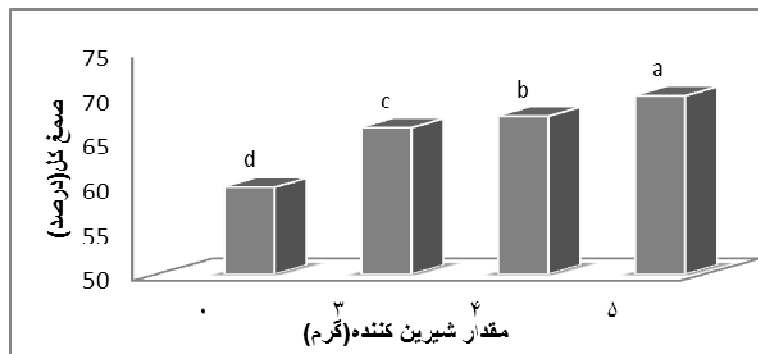 75
70
65
60
55
50
صمغ کل(درصد)
d
c
b
a
۰ ۳ ۴ ۵
مقدار شیرین کننده(گرم)